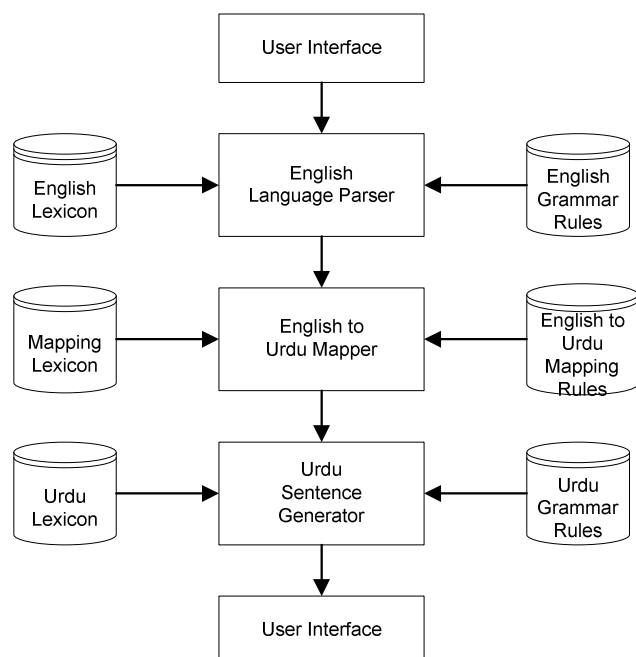 User Interface
English
Lexicon
English
Language Parser
English
Grammar
Rules
Mapping
Lexicon
English to
Urdu Mapper
English to
Urdu
Mapping
Rules
Urdu
Lexicon
Urdu
Sentence
Generator
Urdu
Grammar
Rules
User Interface